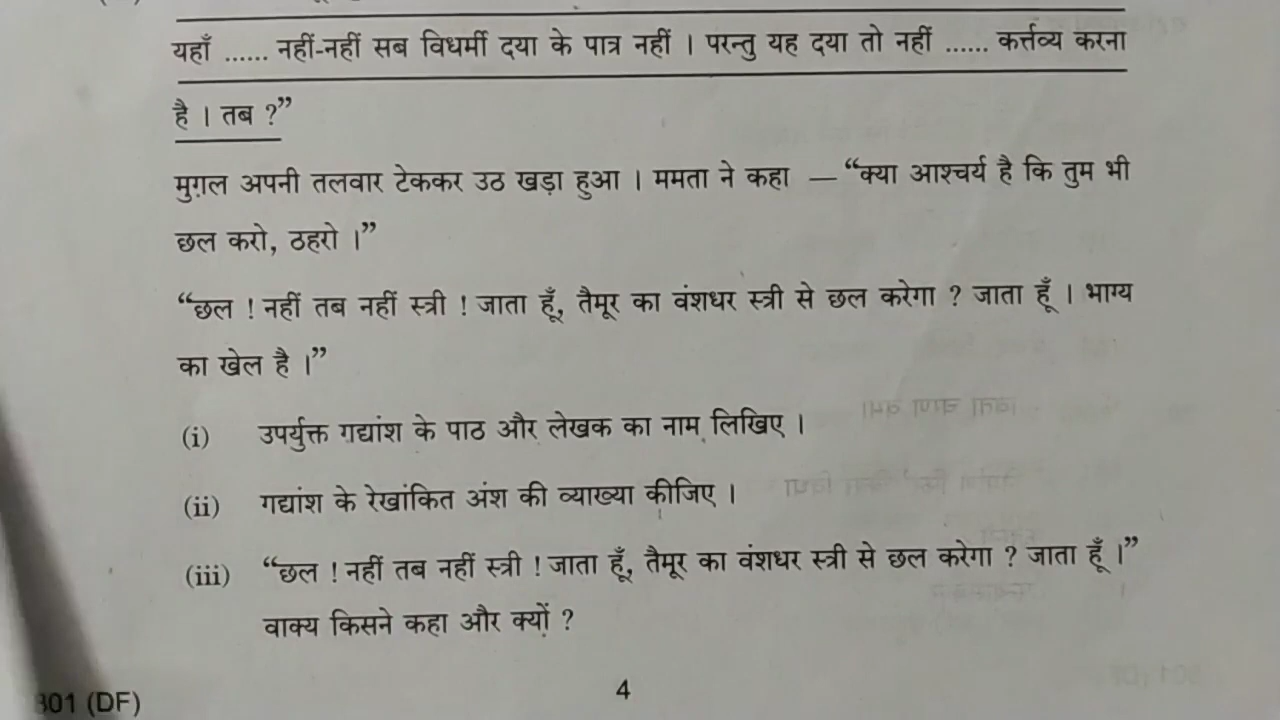 यहाँ ...... नहीं-नहीं सब विधर्मी दया के पात्र नहीं । परन्तु यह दया तो नहीं ...... कर्त्तव्य करना
है । तब ?”
मुग़ल अपनी तलवार टेककर उठ खड़ा हुआ । ममता ने कहा — “क्या आश्चर्य है कि तुम भी
छल करो, ठहरो ।”
“छल ! नहीं तब नहीं स्त्री ! जाता हूँ, तैमूर का वंशधर स्त्री से छल करेगा ? जाता हूँ । भाग्य
का खेल है ।”
(i) उपर्युक्त गद्यांश के पाठ और लेखक का नाम लिखिए ।
(ii) गद्यांश के रेखांकित अंश की व्याख्या कीजिए ।
(iii) “छल ! नहीं तब नहीं स्त्री ! जाता हूँ, तैमूर का वंशधर स्त्री से छल करेगा ? जाता हूँ ।”
वाक्य किसने कहा और क्यों ?
801 (DF)
4